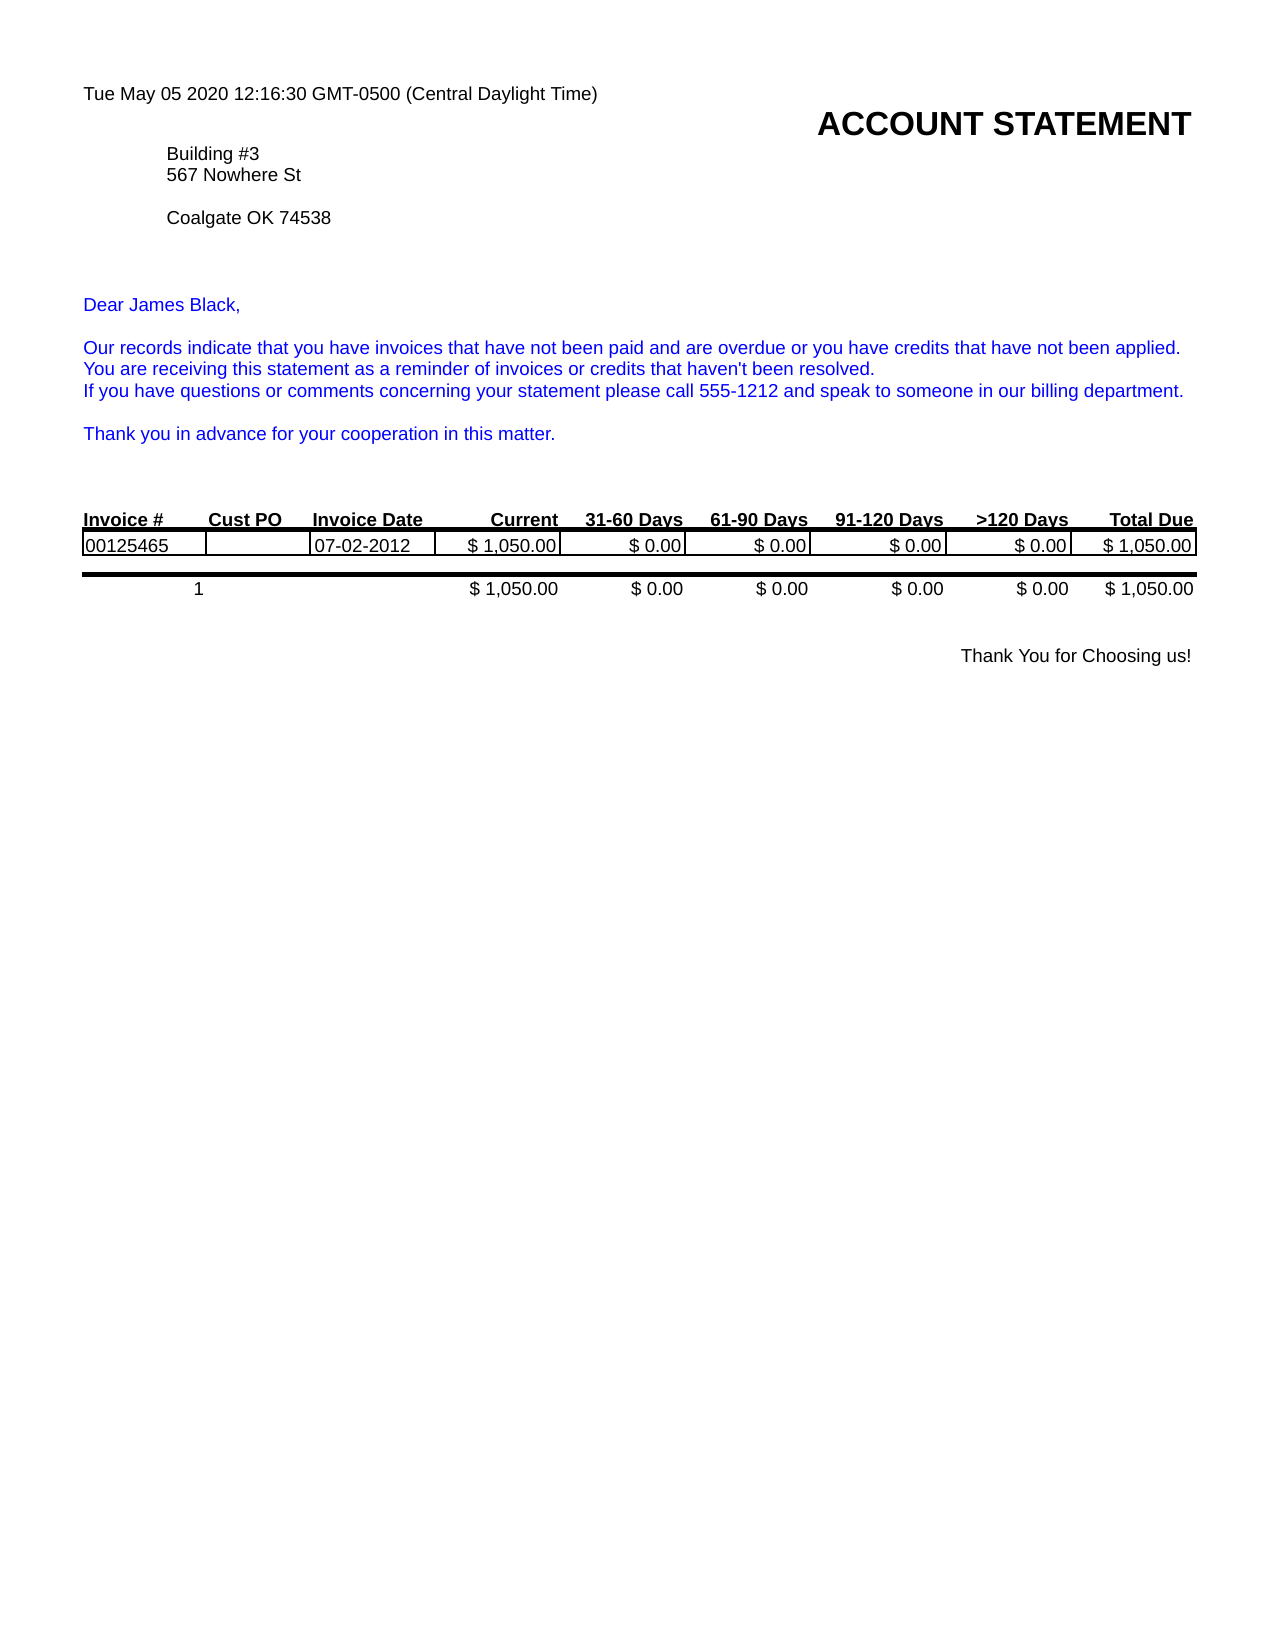 Tue May 05 2020 12:16:30 GMT-0500 (Central Daylight Time)
ACCOUNT STATEMENT
Building #3
567 Nowhere St
Coalgate OK 74538
Dear James Black,
Our records indicate that you have invoices that have not been paid and are overdue or you have credits that have not been applied.
You are receiving this statement as a reminder of invoices or credits that haven't been resolved.
If you have questions or comments concerning your statement please call 555-1212 and speak to someone in our billing department.
Thank you in advance for your cooperation in this matter.
Invoice # Cust PO Invoice Date Current 31-60 Days 61-90 Days 91-120 Days >120 Days Total Due
00125465 07-02-2012 $ 1,050.00 $ 0.00 $ 0.00 $ 0.00 $ 0.00 $ 1,050.00
1 $ 1,050.00 $ 0.00 $ 0.00 $ 0.00 $ 0.00 $ 1,050.00
Thank You for Choosing us!